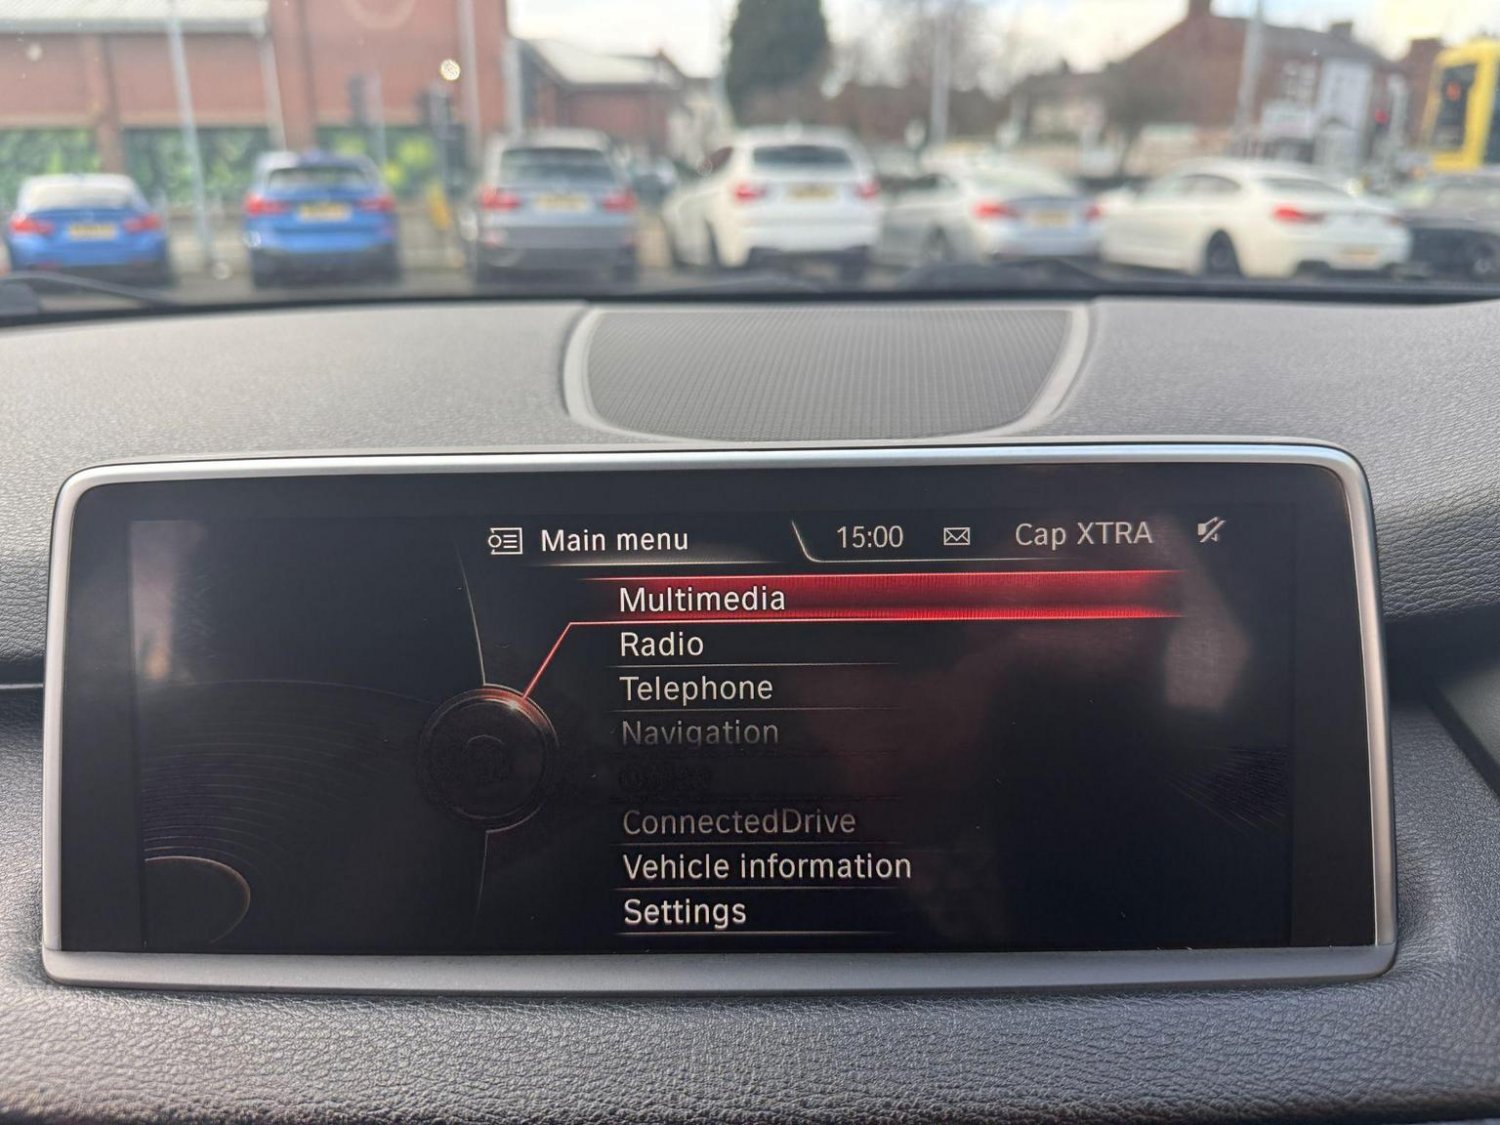 Main menu
15:00
Cap XTRA
Multimedia
Radio
Telephone
Navigation
ConnectedDrive
Vehicle information
Settings